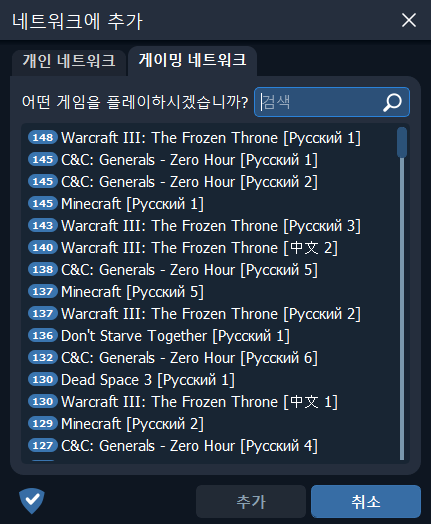 네트워크에 추가
개인 네트워크 게이밍 네트워크
어떤 게임을 플레이하시겠습니까? 검색
148 Warcraft III: The Frozen Throne [Русский 1]
145 C&C: Generals - Zero Hour [Русский 1]
145 C&C: Generals - Zero Hour [Русский 2]
145 Minecraft [Русский 1]
143 Warcraft III: The Frozen Throne [Русский 3]
140 Warcraft III: The Frozen Throne [中文 2]
138 C&C: Generals - Zero Hour [Русский 5]
137 Minecraft [Русский 5]
137 Warcraft III: The Frozen Throne [Русский 2]
136 Don't Starve Together [Русский 1]
132 C&C: Generals - Zero Hour [Русский 6]
130 Dead Space 3 [Русский 1]
130 Warcraft III: The Frozen Throne [中文 1]
129 Minecraft [Русский 2]
127 C&C: Generals - Zero Hour [Русский 4]
추가 취소